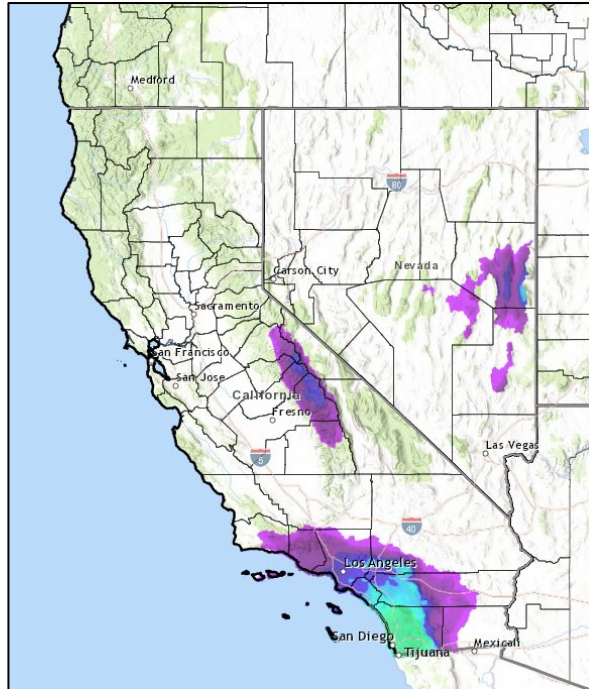 Medford
80
Nevada
Carson City
Sacramento
San Francisco
San Jose
California
Fresno
5
Las Vegas
40
Los Angeles
San Diego
Mexicali
Tijuana